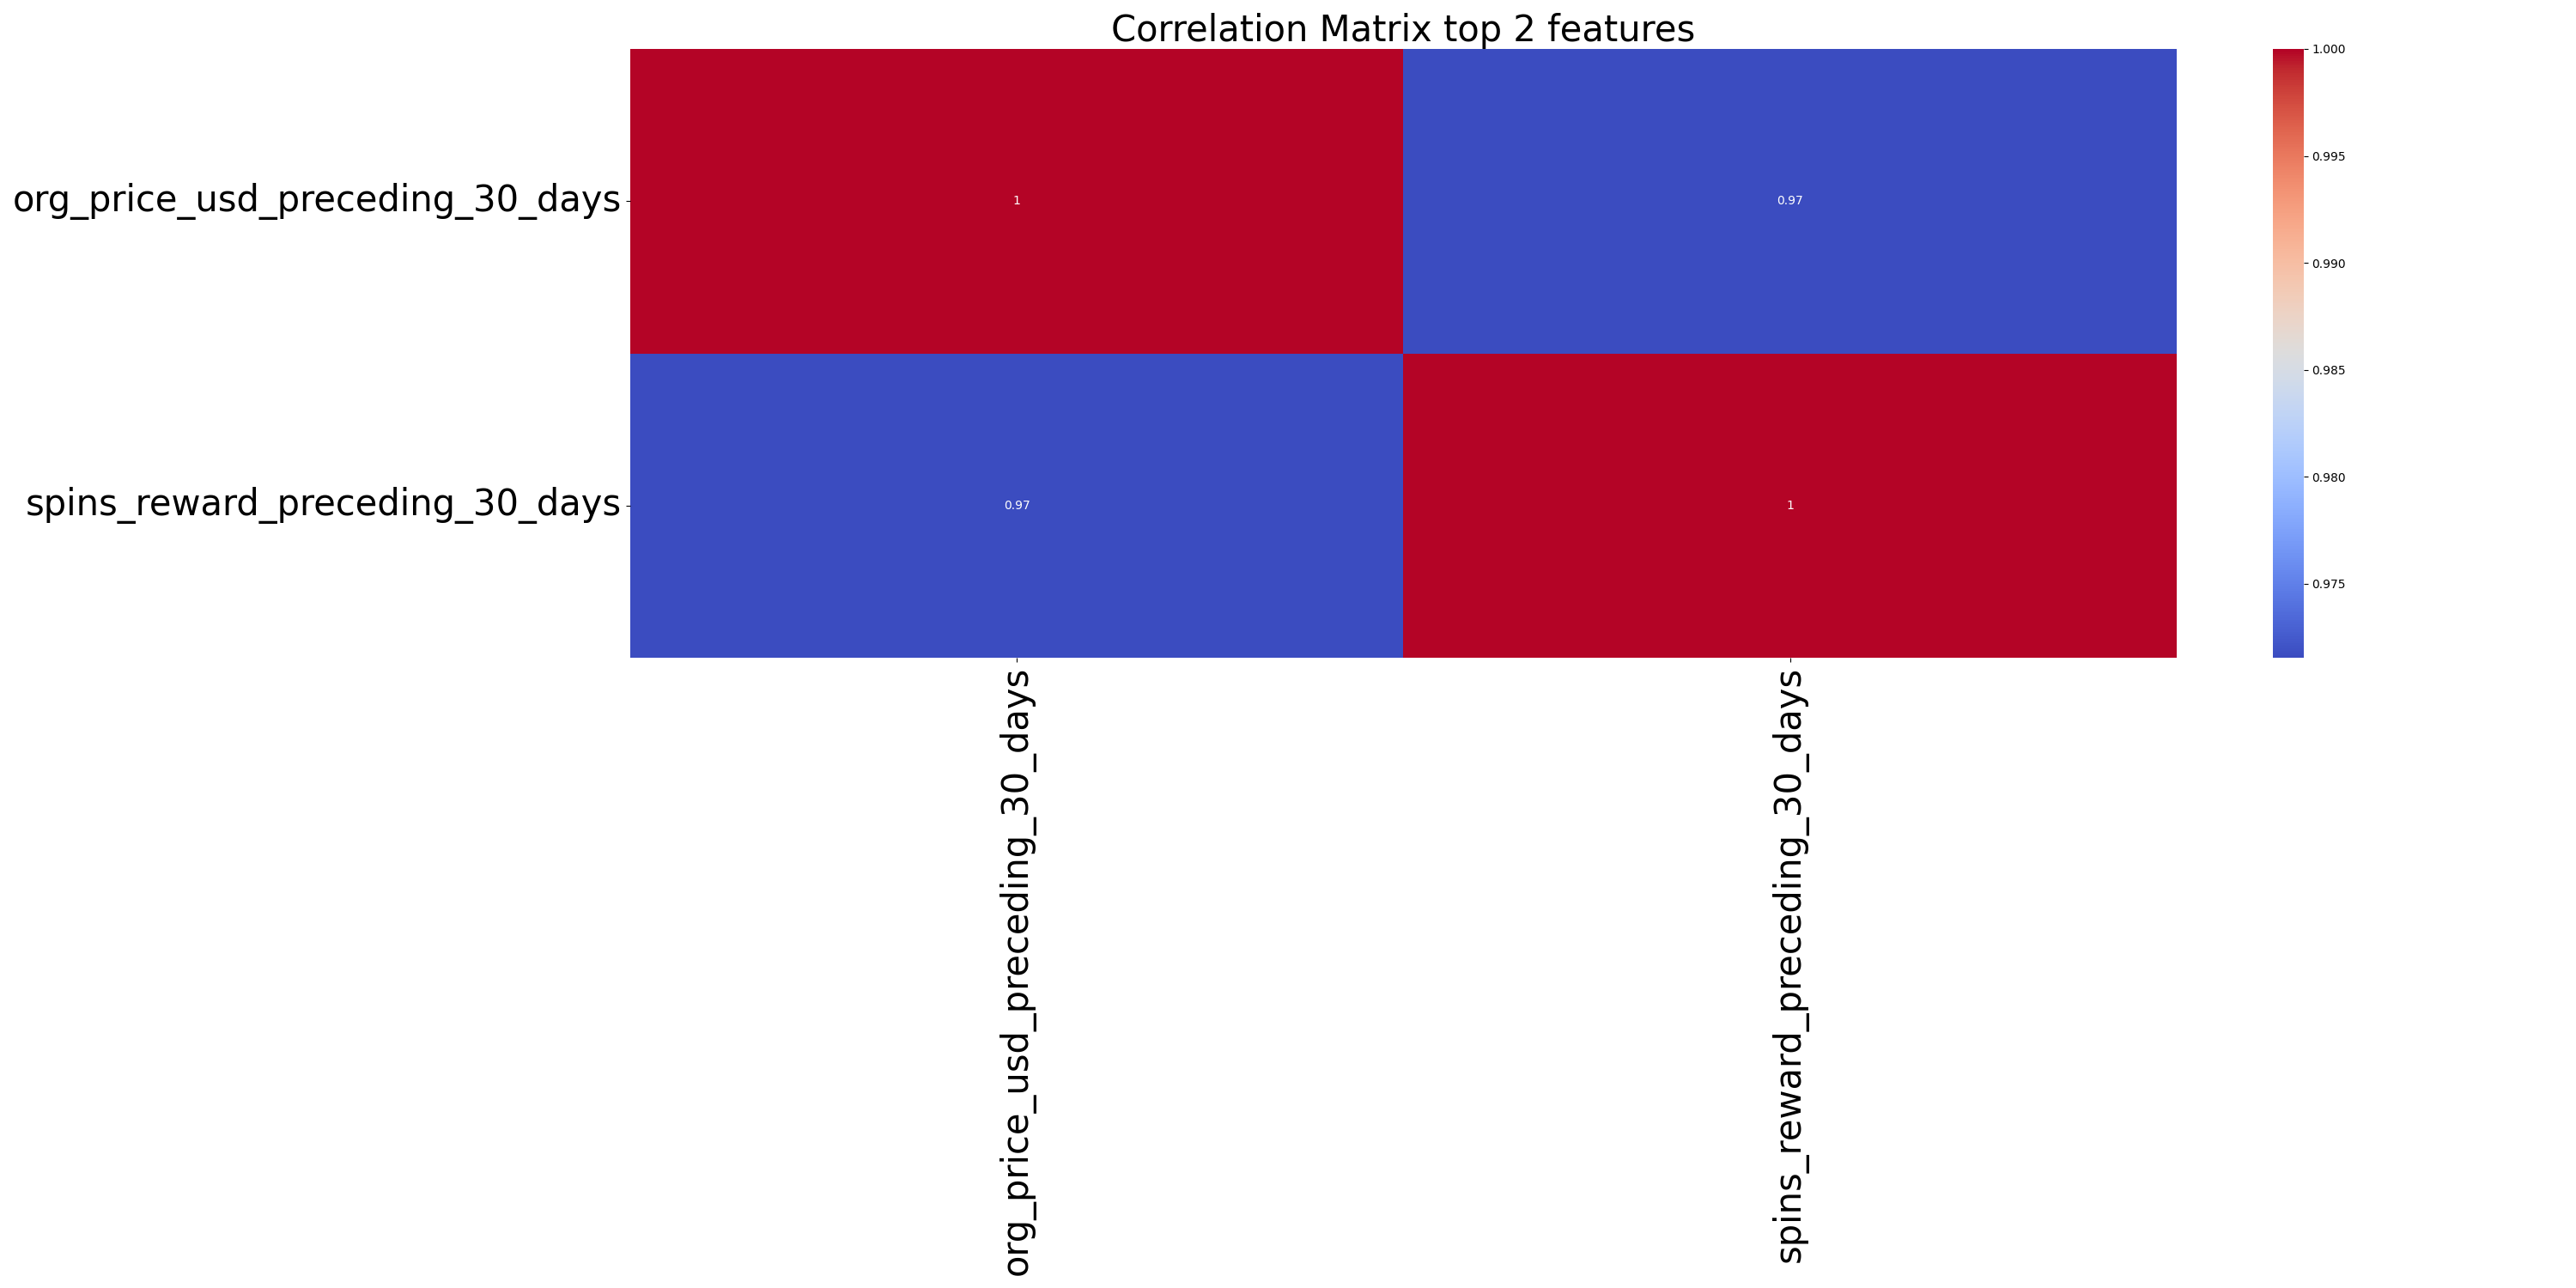 Correlation Matrix top 2 features
org_price_usd_preceding_30_days
1
0.97
spins_reward_preceding_30_days
0.97
1
org_price_usd_preceding_30_days
spins_reward_preceding_30_days
1.000
0.995
0.990
0.985
0.980
0.975